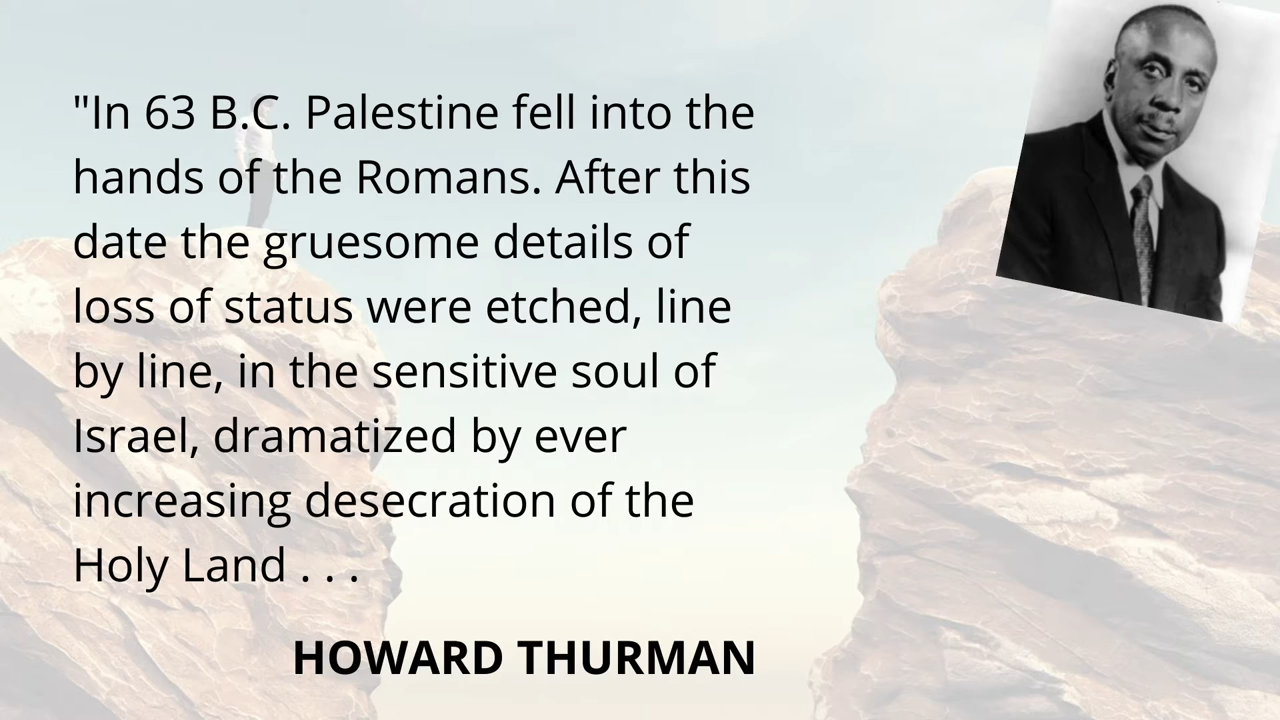 "In 63 B.C. Palestine fell into the
hands of the Romans. After this
date the gruesome details of
loss of status were etched, line
by line, in the sensitive soul of
Israel, dramatized by ever
increasing desecration of the
Holy Land . . .
HOWARD THURMAN